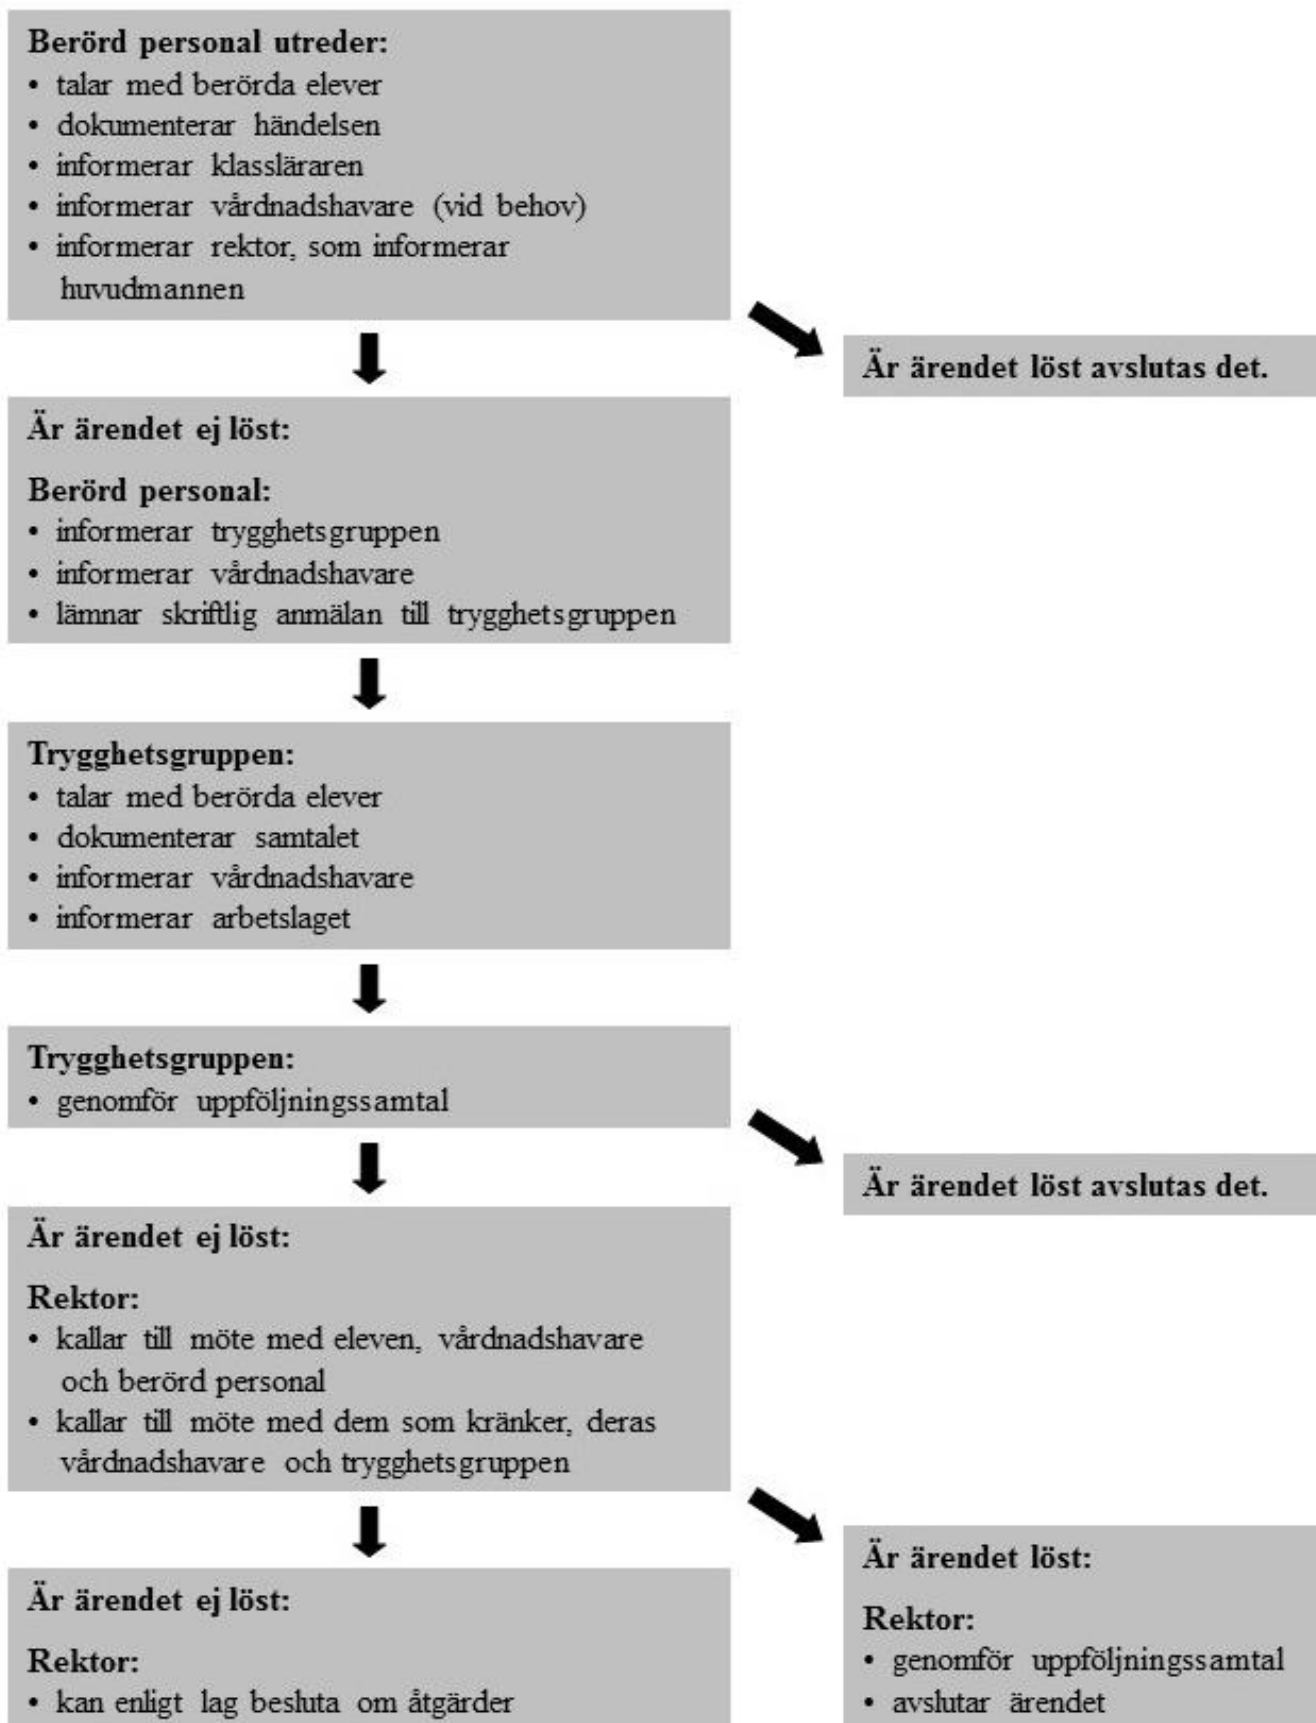 Berörd personal utreder:
• talar med berörda elever
• dokumenterar händelsen
• informerar klassläraren
• informerar vårdnadshavare (vid behov)
• informerar rektor, som informerar
huvudmannen
Är ärendet löst avslutas det.
Är ärendet ej löst:
Berörd personal:
• informerar trygghetsgruppen
• informerar vårdnadshavare
• lämnar skriftlig anmälan till trygghetsgruppen
Trygghetsgruppen:
• talar med berörda elever
• dokumenterar samtalet
• informerar vårdnadshavare
• informerar arbetslaget
Trygghetsgruppen:
• genomför uppföljningssamtal
Är ärendet löst avslutas det.
Är ärendet ej löst:
Rektor:
• kallar till möte med eleven, vårdnadshavare
och berörd personal
• kallar till möte med dem som kränker, deras
vårdnadshavare och trygghetsgruppen
Är ärendet ej löst:
Rektor:
• kan enligt lag besluta om åtgärder
Är ärendet löst:
Rektor:
• genomför uppföljningssamtal
• avslutar ärendet